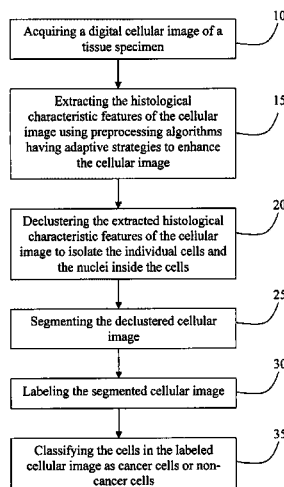 10
Acquiring a digital cellular image of a
tissue specimen
15
Extracting the histological
characteristic features of the cellular
image using preprocessing algorithms
having adaptive strategies to enhance
the cellular image
20
Declustering the extracted histological
characteristic features of the cellular
image to isolate the individual cells and
the nuclei inside the cells
25
Segmenting the declustered cellular
image
30
Labeling the segmented cellular image
35
Classifying the cells in the labeled
cellular image as cancer cells or non-
cancer cells